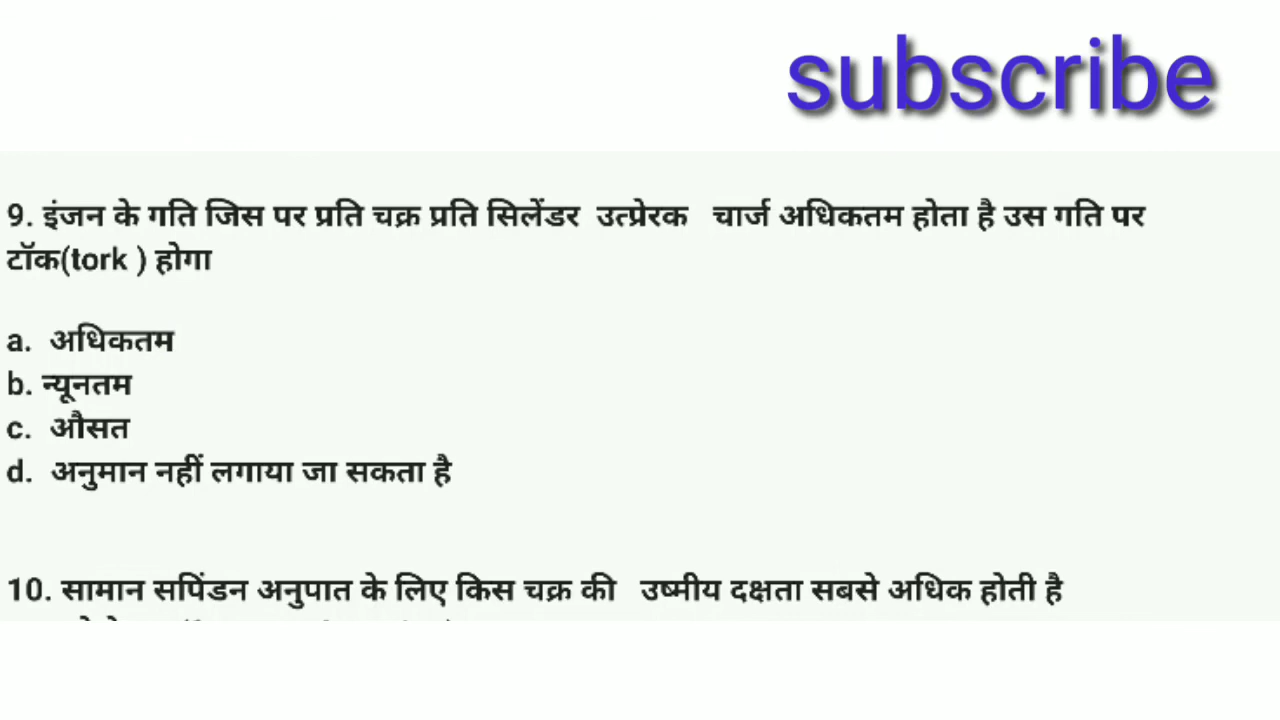 subscribe
9. इंजन के गति जिस पर प्रति चक्र प्रति सिलेंडर उत्प्रेरक चार्ज अधिकतम होता है उस गति पर
टॉक(tork ) होगा
a. अधिकतम
b. न्यूनतम
c. औसत
d. अनुमान नहीं लगाया जा सकता है
10. सामान सपिंडन अनुपात के लिए किस चक्र की उष्मीय दक्षता सबसे अधिक होती है